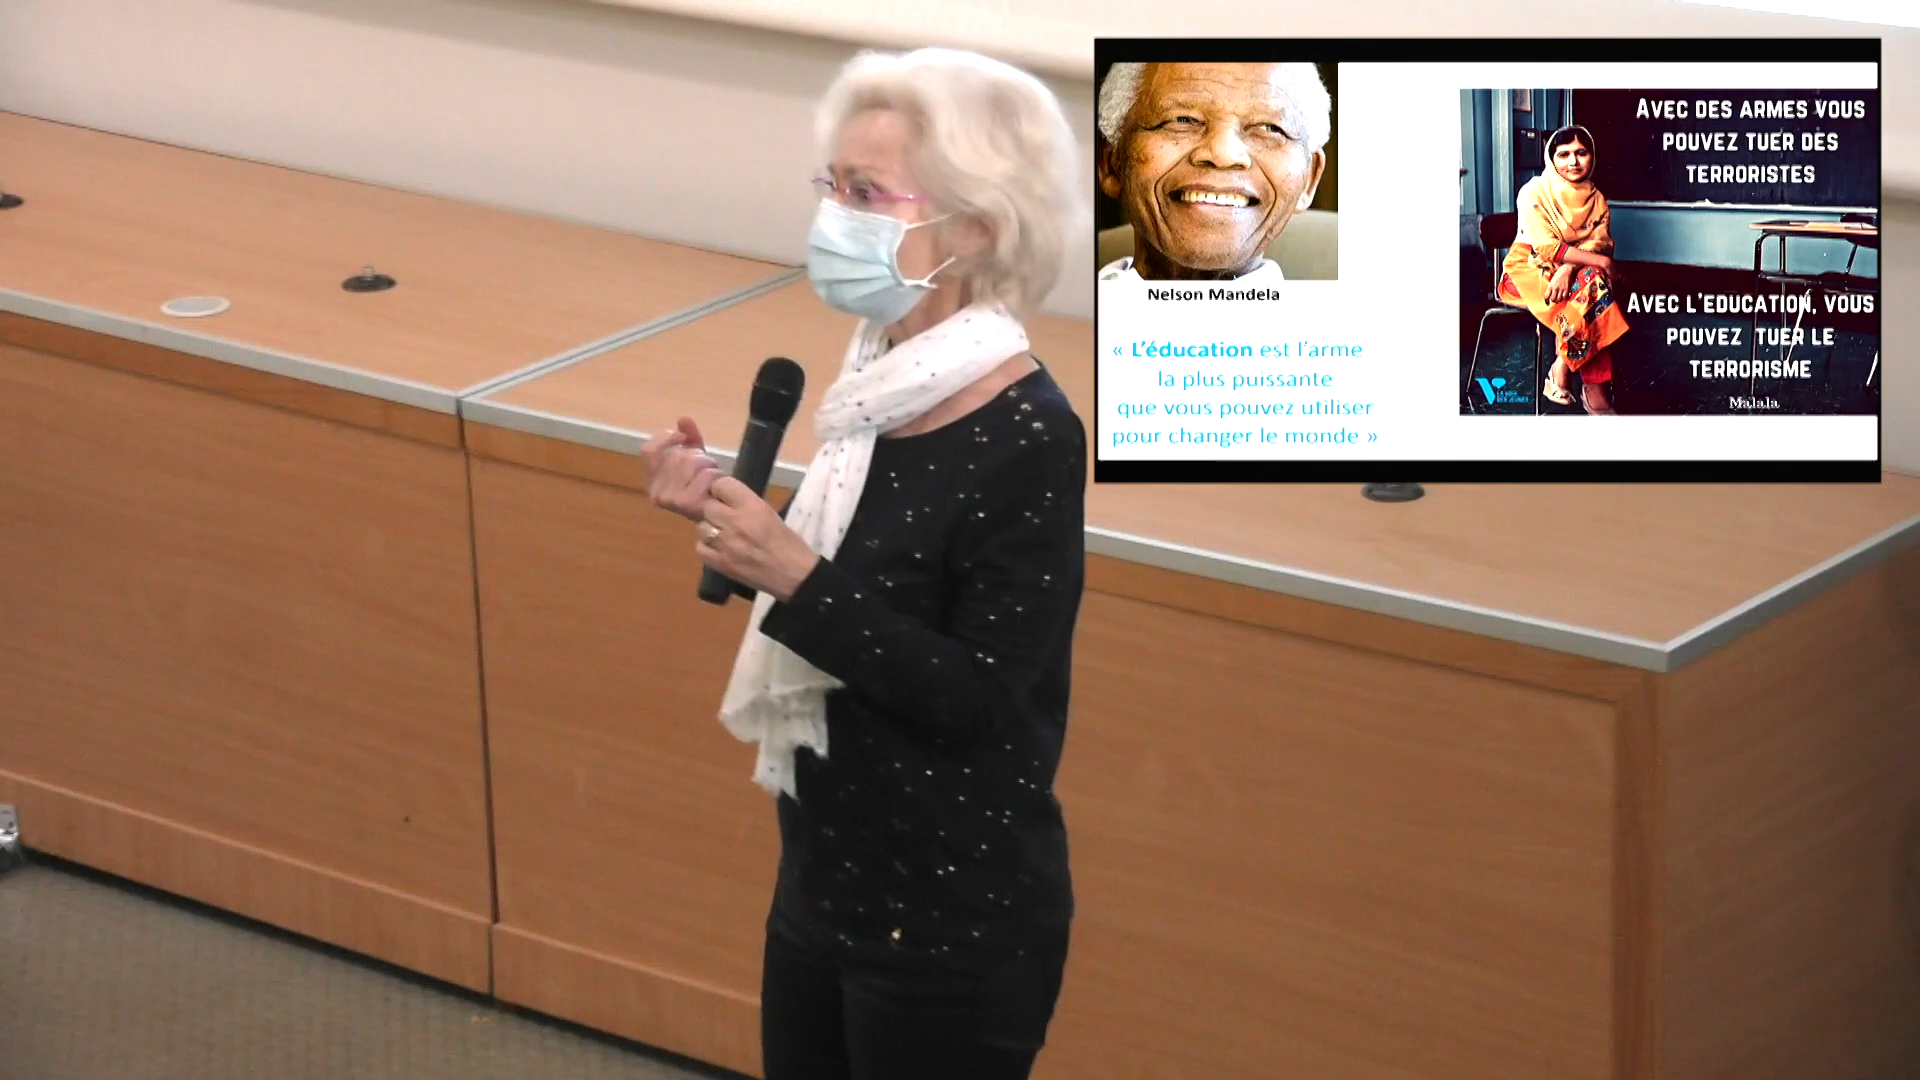 Nelson Mandela
« L'éducation est l'arme
la plus puissante
que vous pouvez utiliser
pour changer le monde »
AVEC DES ARMES VOUS
POUVEZ TUER DES
TERRORISTES
AVEC L'EDUCATION, VOUS
POUVEZ TUER LE
TERRORISME
Malala